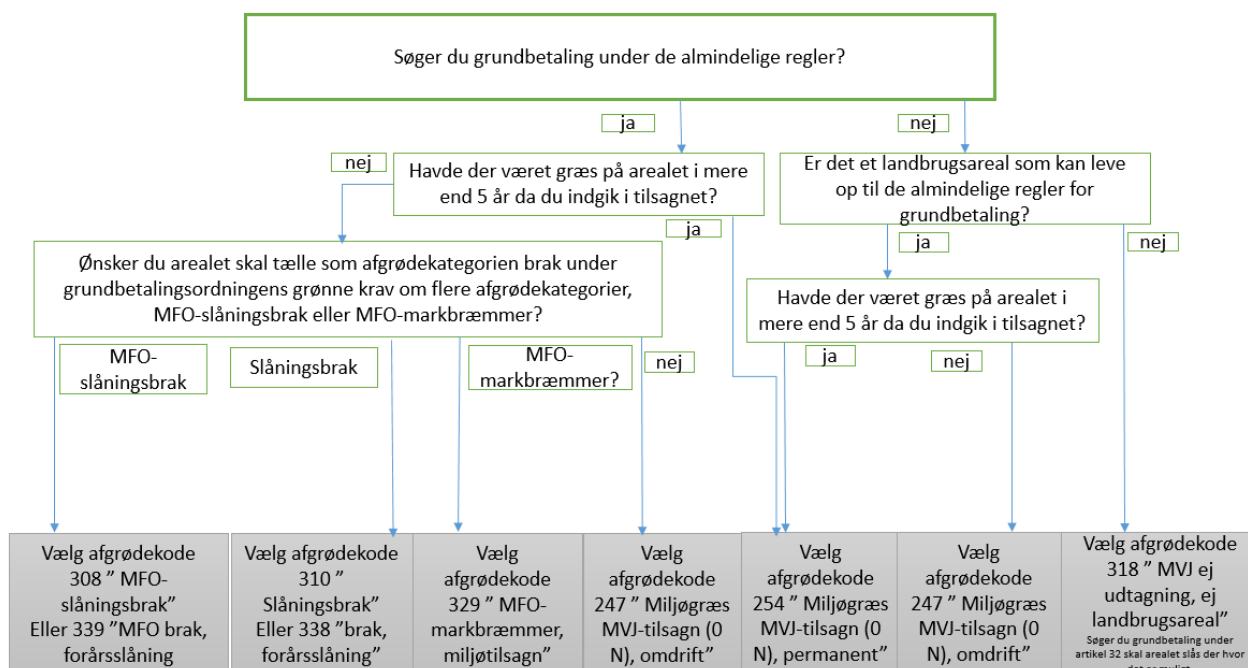 Søger du grundbetaling under de almindelige regler?
ja
nej
nej
Havde der været græs på arealet i mere
end 5 år da du indgik i tilsagnet?
Er det et landbrugsareal som kan leve
op til de almindelige regler for
grundbetaling?
ja
ja
nej
Ønsker du arealet skal tælle som afgrødekategorien brak under
grundbetalingsordningens grønne krav om flere afgrødekategorier,
MFO-slåningsbrak eller MFO-markbræmmer?
Havde der været græs på arealet i
mere end 5 år da du indgik i tilsagnet?
MFO-
slåningsbrak
Slåningsbrak
MFO-
markbræmmer?
nej
ja
nej
Vælg afgrødekode
308 ” MFO-
slåningsbrak”
Eller 339 ”MFO brak,
forårsslåning
Vælg afgrødekode
310 ”
Slåningsbrak”
Eller 338 ”brak,
forårsslåning”
Vælg
afgrødekode
329 ” MFO-
markbræmmer,
miljøtilsagn”
Vælg
afgrødekode
247 ” Miljøgræs
MVJ-tilsagn (0
N), omdrift”
Vælg
afgrødekode
254 ” Miljøgræs
MVJ-tilsagn (0
N), permanent”
Vælg
afgrødekode
247 ” Miljøgræs
MVJ-tilsagn (0
N), omdrift”
Vælg afgrødekode
318 ” MVJ ej
udtagning, ej
landbrugsareal”
Søger du grundbetaling under
artikel 32 skal arealet slås der hvor